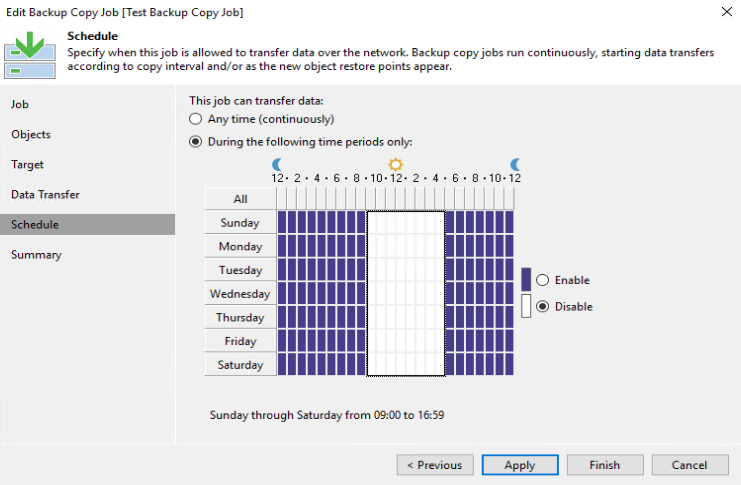 Edit Backup Copy Job [Test Backup Copy Job]
Schedule
Specify when this job is allowed to transfer data over the network. Backup copy jobs run continuously, starting data transfers
according to copy interval and/or as the new object restore points appear.
Job
Objects
Target
Data Transfer
Schedule
Summary
This job can transfer data:
Any time (continuously)
During the following time periods only:
12 · 2 · 4 · 6 · 8 · 10 · 12 · 2 · 4 · 6 · 8 · 10 · 12
All
Sunday
Monday
Tuesday
Wednesday
Thursday
Friday
Saturday
Enable
Disable
Sunday through Saturday from 09:00 to 16:59
< Previous
Apply
Finish
Cancel